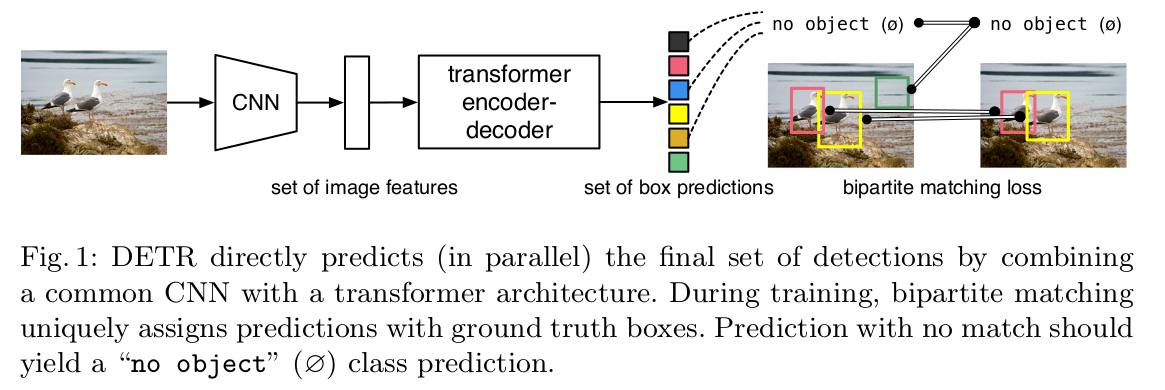 no object (ø)
no object (ø)
CNN
transformer
encoder-
decoder
set of image features
set of box predictions
bipartite matching loss
Fig. 1: DETR directly predicts (in parallel) the final set of detections by combining
a common CNN with a transformer architecture. During training, bipartite matching
uniquely assigns predictions with ground truth boxes. Prediction with no match should
yield a “no object” (∅) class prediction.